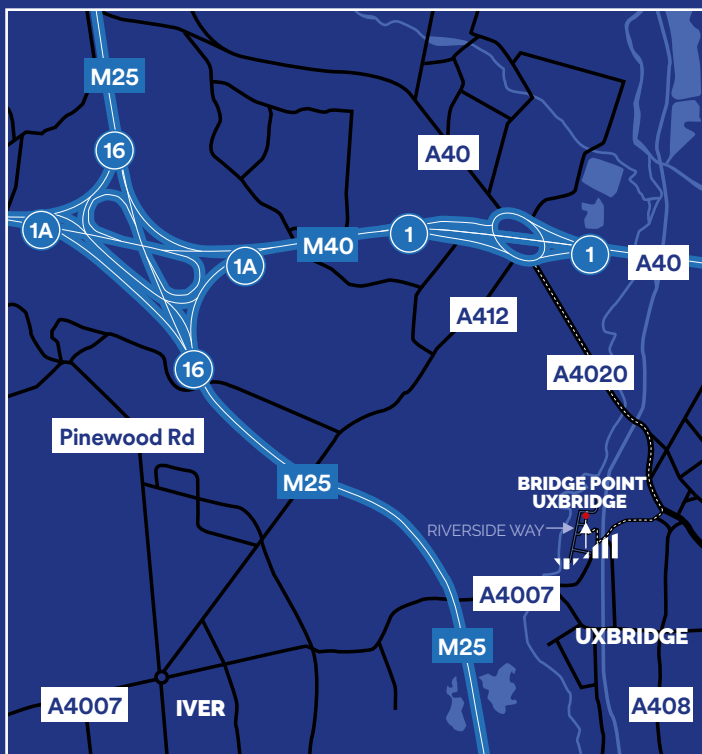 M25
16
A40
1A
M40
1
1A
1
A40
A412
16
A4020
Pinewood Rd
M25
BRIDGE POINT
UXBRIDGE
RIVERSIDE WAY
A4007
UXBRIDGE
M25
A4007
IVER
A408